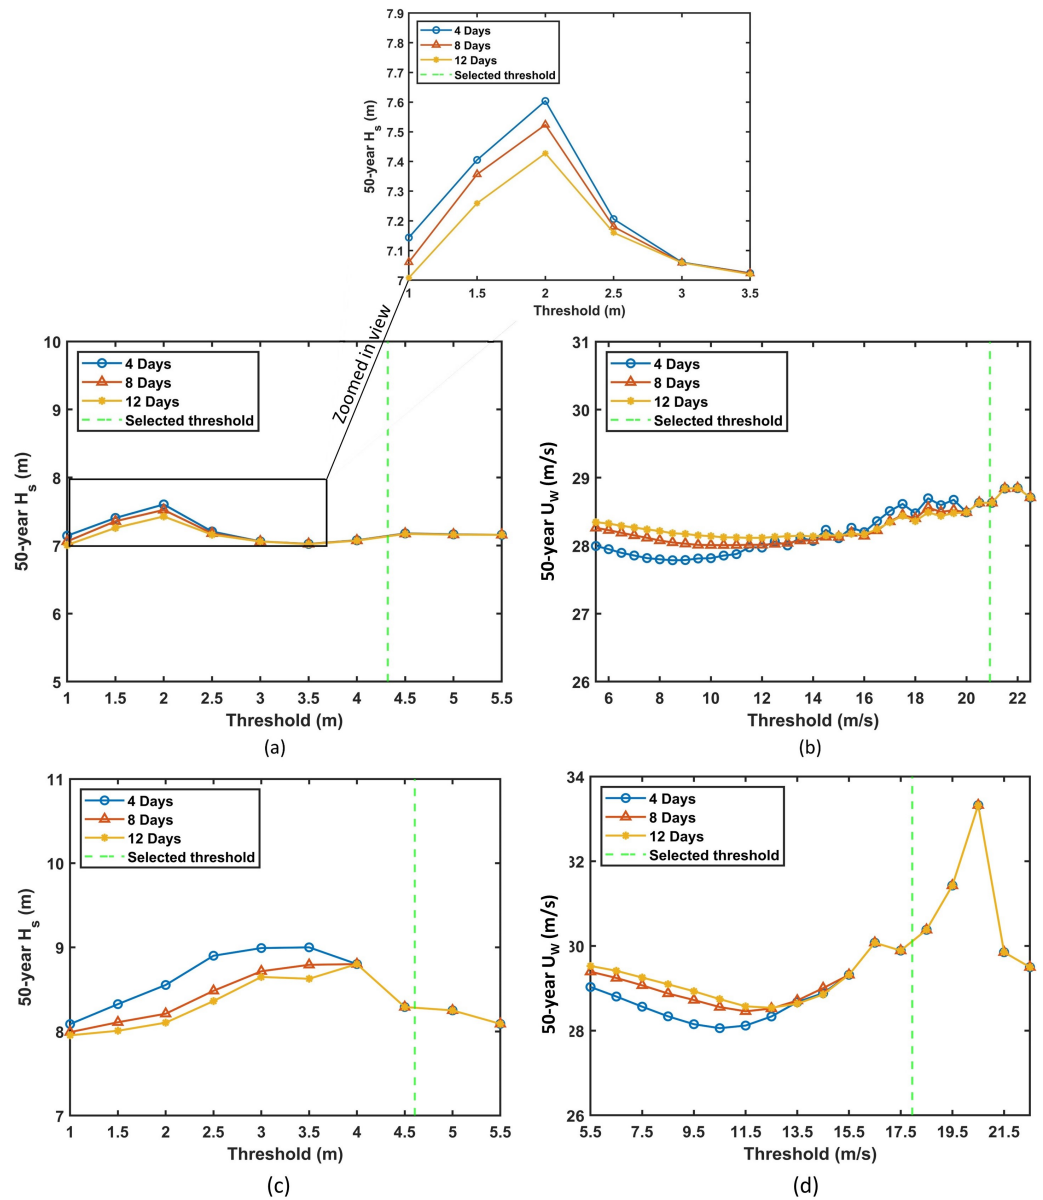 7.9
7.8
7.7
7.6
7.5
7.4
7.3
7.2
7.1
7
50-year Hs (m)
4 Days
8 Days
12 Days
Selected threshold
1 1.5 2 2.5 3 3.5
Threshold (m)
Zoomed in view
10
9
8
7
6
5
50-year Hs (m)
4 Days
8 Days
12 Days
Selected threshold
1 1.5 2 2.5 3 3.5 4 4.5 5 5.5
Threshold (m)
(a)
31
30
29
28
27
26
50-year UW (m/s)
4 Days
8 Days
12 Days
Selected threshold
6 8 10 12 14 16 18 20 22
Threshold (m/s)
(b)
11
10
9
8
7
50-year Hs (m)
4 Days
8 Days
12 Days
Selected threshold
1 1.5 2 2.5 3 3.5 4 4.5 5 5.5
Threshold (m)
(c)
34
32
30
28
26
50-year UW (m/s)
4 Days
8 Days
12 Days
Selected threshold
5.5 7.5 9.5 11.5 13.5 15.5 17.5 19.5 21.5
Threshold (m/s)
(d)